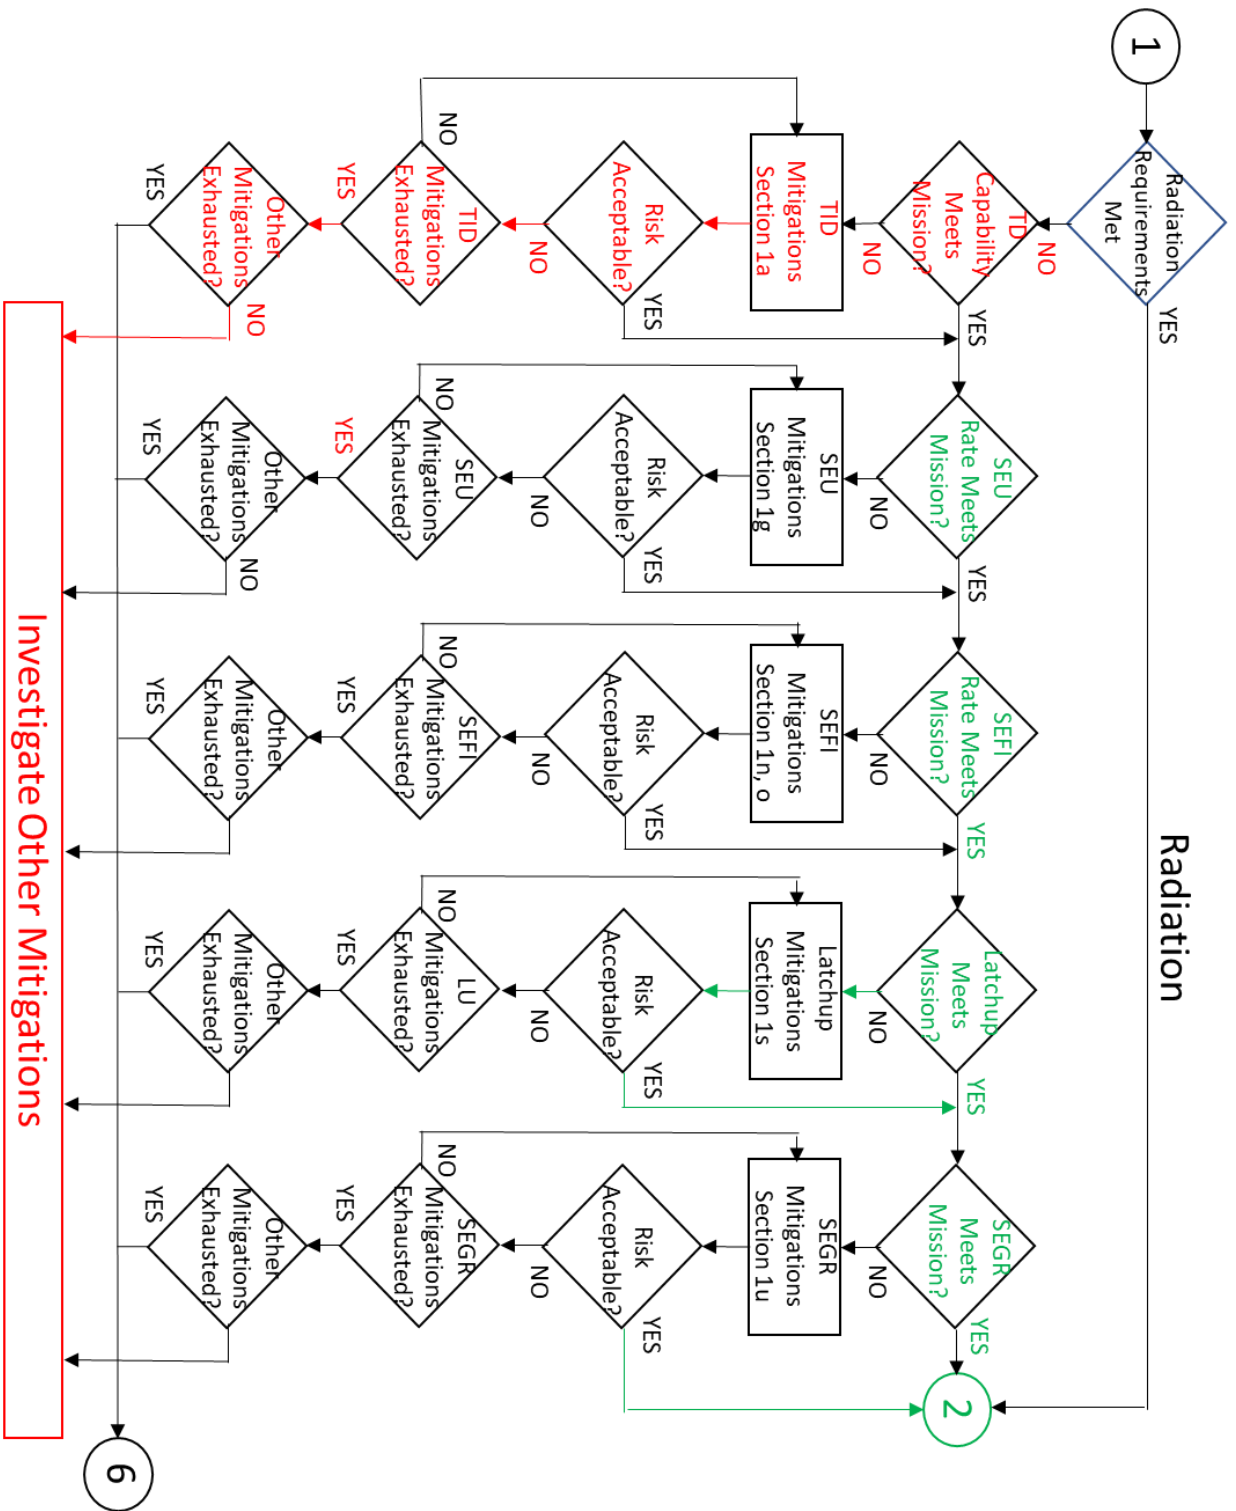 Radiation
1
Radiation
Requirements
Met
YES
NO
TD
Capability
Meets
Mission?
YES
NO
SEU
Rate Meets
Mission?
YES
NO
SEFI
Rate Meets
Mission?
YES
NO
Latchup
Meets
Mission?
YES
NO
SEGR
Meets
Mission?
YES
NO
2
TID
Mitigations
Section 1a
SEU
Mitigations
Section 1g
SEFI
Mitigations
Section 1n, o
Latchup
Mitigations
Section 1s
SEGR
Mitigations
Section 1u
Risk
Acceptable?
YES
NO
Risk
Acceptable?
YES
NO
Risk
Acceptable?
YES
NO
Risk
Acceptable?
YES
NO
Risk
Acceptable?
YES
NO
NO
TID
Mitigations
Exhausted?
YES
NO
SEU
Mitigations
Exhausted?
YES
NO
SEFI
Mitigations
Exhausted?
YES
NO
LU
Mitigations
Exhausted?
YES
NO
SEGR
Mitigations
Exhausted?
YES
Other
Mitigations
Exhausted?
NO
YES
Other
Mitigations
Exhausted?
NO
YES
Other
Mitigations
Exhausted?
YES
Other
Mitigations
Exhausted?
YES
Other
Mitigations
Exhausted?
YES
6
Investigate Other Mitigations